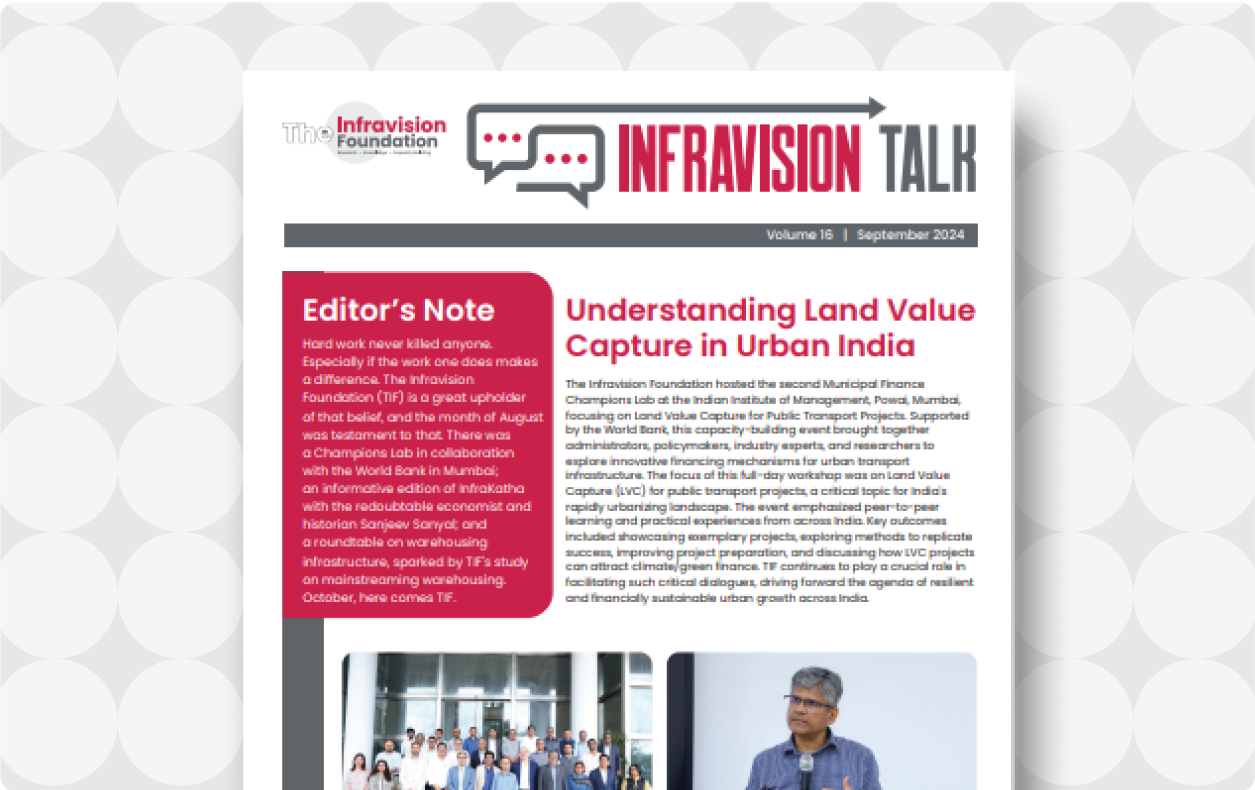 The Infravision
Foundation
INFRAVISION TALK
Volume 16 | September 2024
Editor's Note
Hard work never killed anyone.
Especially if the work one does makes
a difference. The Infravision
Foundation (TIF) is a great upholder
of that belief, and the month of August
was testament to that. There was
a Champions Lab in collaboration
with the World Bank in Mumbai;
an informative edition of InfraKatha
with the redoubtable economist and
historian Sanjeev Sanyal; and
a roundtable on warehousing
infrastructure, sparked by TIF's study
on mainstreaming warehousing.
October, here comes TIF.
Understanding Land Value
Capture in Urban India
The Infravision Foundation hosted the second Municipal Finance
Champions Lab at the Indian Institute of Management, Powai, Mumbai,
focusing on Land Value Capture for Public Transport Projects. Supported
by the World Bank, this capacity-building event brought together
administrators, policymakers, industry experts, and researchers to
explore innovative financing mechanisms for urban transport
infrastructure. The focus of this full-day workshop was on Land Value
Capture (LVC) for public transport projects, a critical topic for India's
rapidly urbanizing landscape. The event emphasized peer-to-peer
learning and practical experiences from across India. Key outcomes
included showcasing exemplary projects, exploring methods to replicate
success, improving project preparation, and discussing how LVC projects
can attract climate/green finance. TIF continues to play a crucial role in
facilitating such critical dialogues, driving forward the agenda of resilient
and financially sustainable urban growth across India.